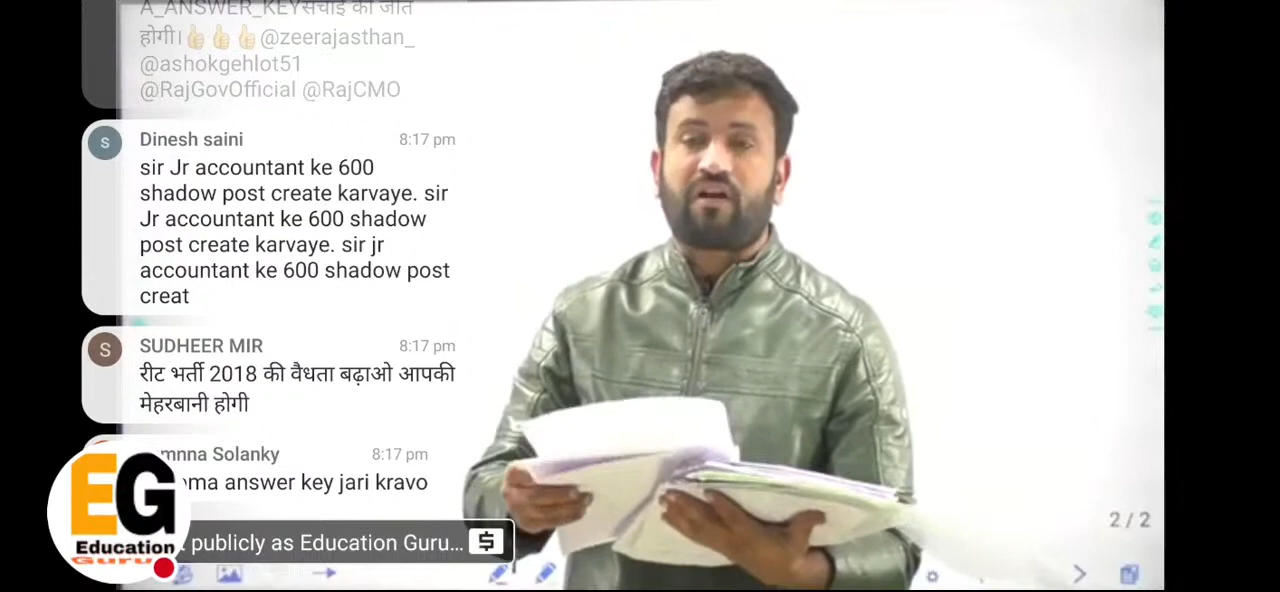 A_ANSWER_KEYसचाई की जीत
होगी।👍👍👍@zeerajasthan_
@ashokgehlot51
@RajGovOfficial @RajCMO
S
Dinesh saini 8:17 pm
sir Jr accountant ke 600
shadow post create karvaye. sir
Jr accountant ke 600 shadow
post create karvaye. sir jr
accountant ke 600 shadow post
creat
S
SUDHEER MIR 8:17 pm
रीट भर्ती 2018 की वैधता बढ़ाओ आपकी
मेहरबानी होगी
Solanky 8:17 pm
answer key jari kravo
publicly as Education Guru... $
EG
Education
Guru
2/2